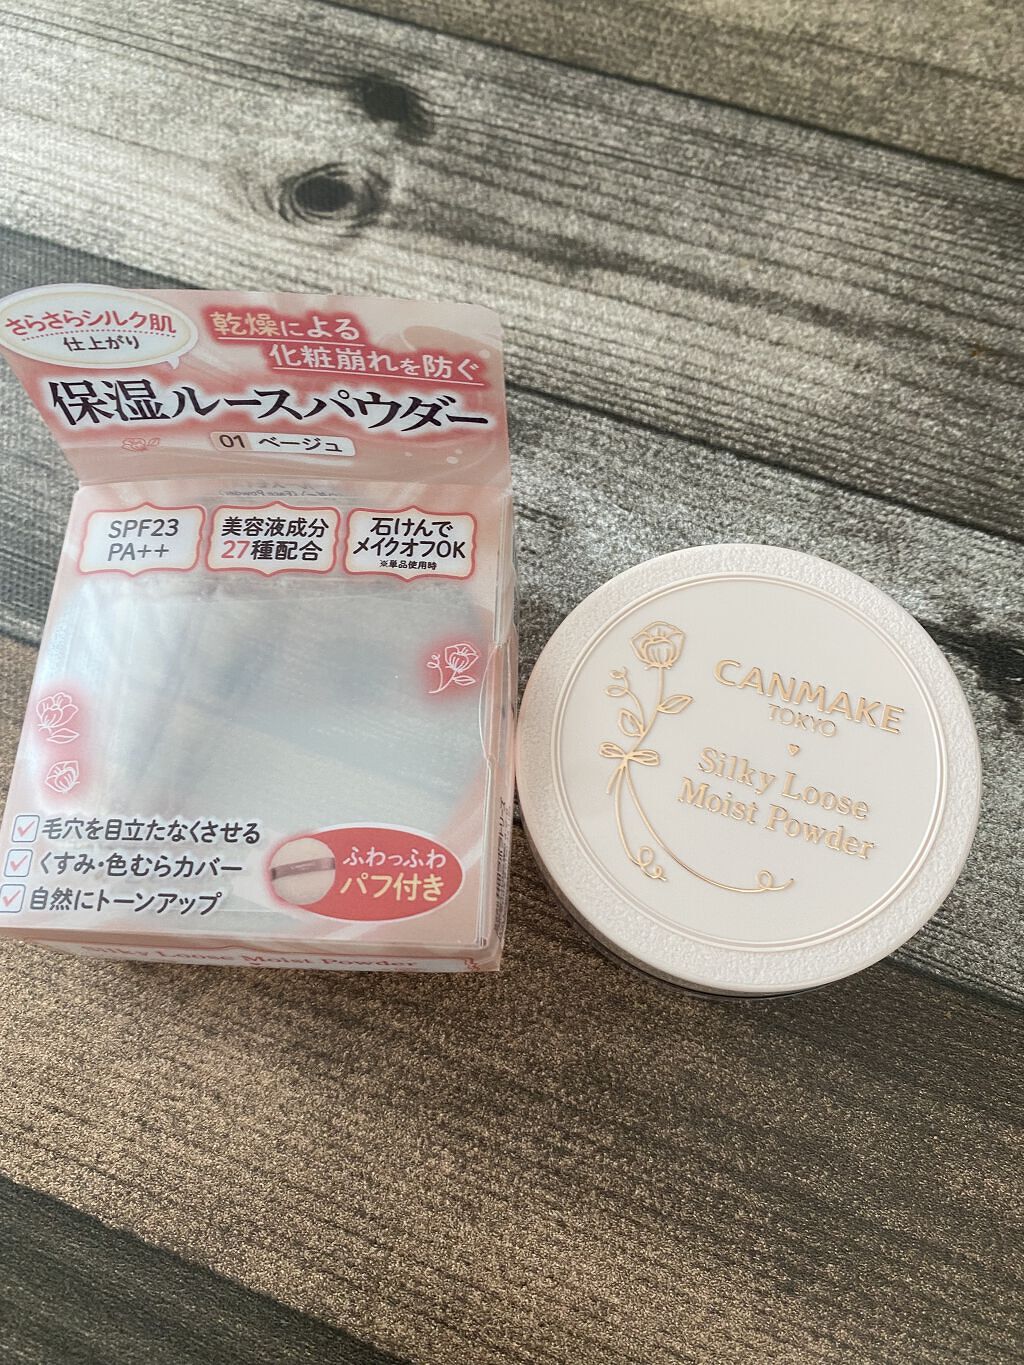 さらさらシルク肌
仕上がり
乾燥による
化粧崩れを防ぐ
保湿ルースパウダー
01 ベージュ
(Face Powder)
SPF23
PA++
美容液成分
27種配合
石けんで
メイクオフOK
※単品使用時
毛穴を目立たなくさせる
くすみ・色むらカバー
自然にトーンアップ
ふわっふわ
パフ付き
Silky Loose Moist Powder
CANMAKE
TOKYO
Silky Loose
Moist Powder